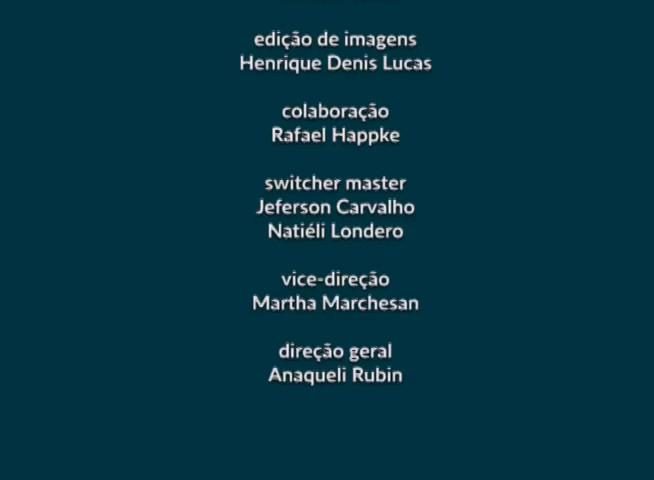 edição de imagens
Henrique Denis Lucas
colaboração
Rafael Happke
switcher master
Jeferson Carvalho
Natiéli Londero
vice-direção
Martha Marchesan
direção geral
Anaqueli Rubin